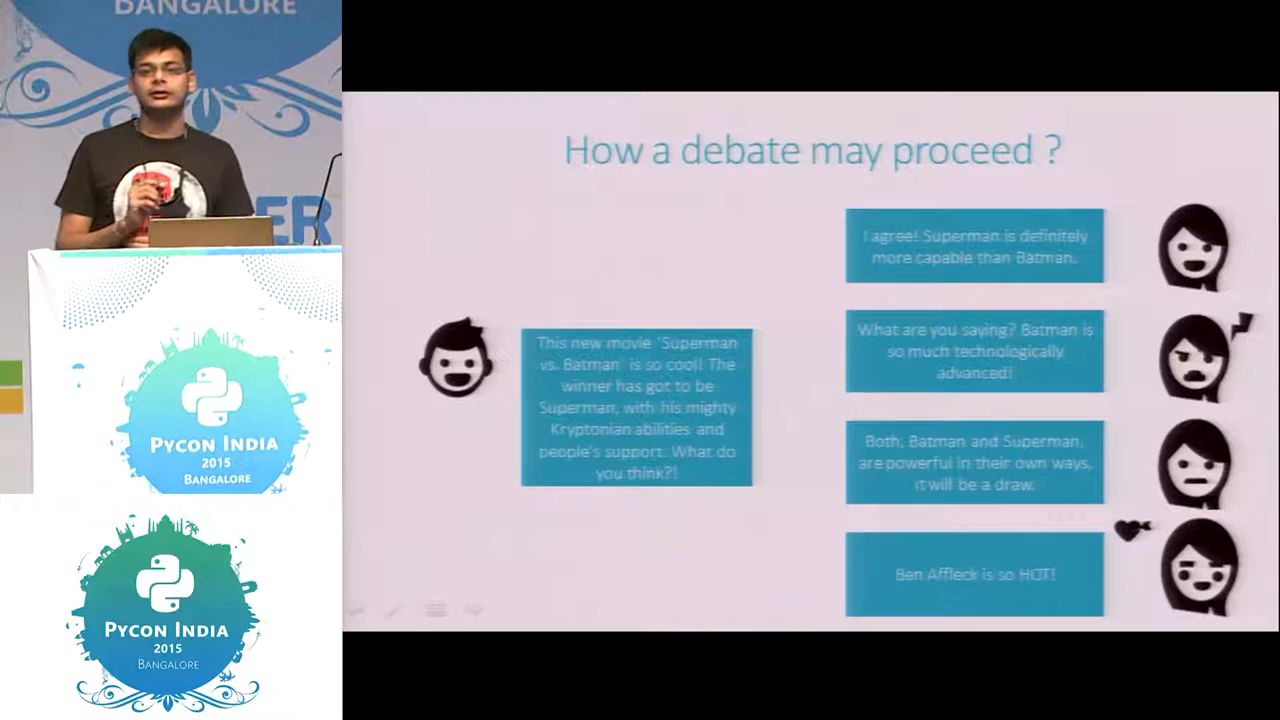 BANGALORE
ER
PYCON INDIA
2015
BANGALORE
PYCON INDIA
2015
BANGALORE
How a debate may proceed ?
This new movie 'Superman
vs. Batman' is so cool! The
winner has got to be
Superman, with his mighty
Kryptonian abilities and
people's support. What do
you think?!
I agree! Superman is definitely
more capable than Batman.
What are you saying? Batman is
so much technologically
advanced!
Both, Batman and Superman,
are powerful in their own ways.
It will be a draw.
Ben Affleck is so HOT!